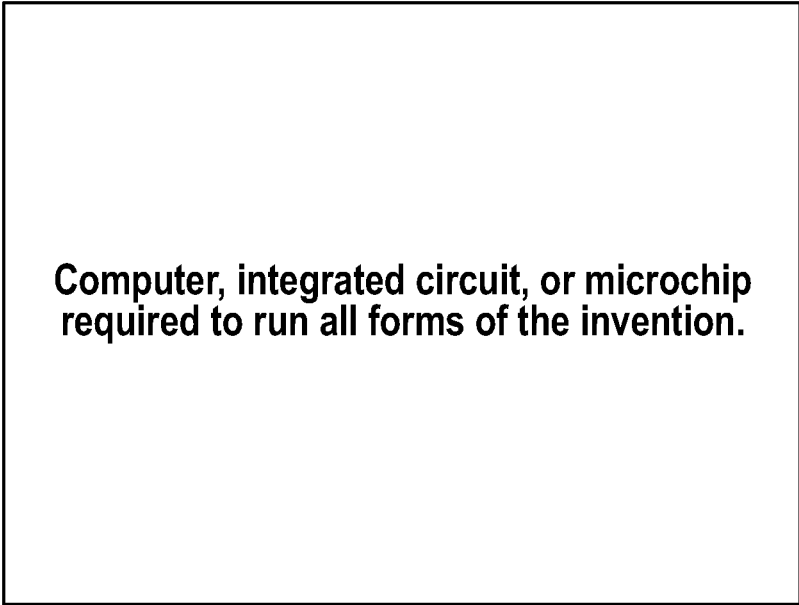 Computer, integrated circuit, or microchip
required to run all forms of the invention.